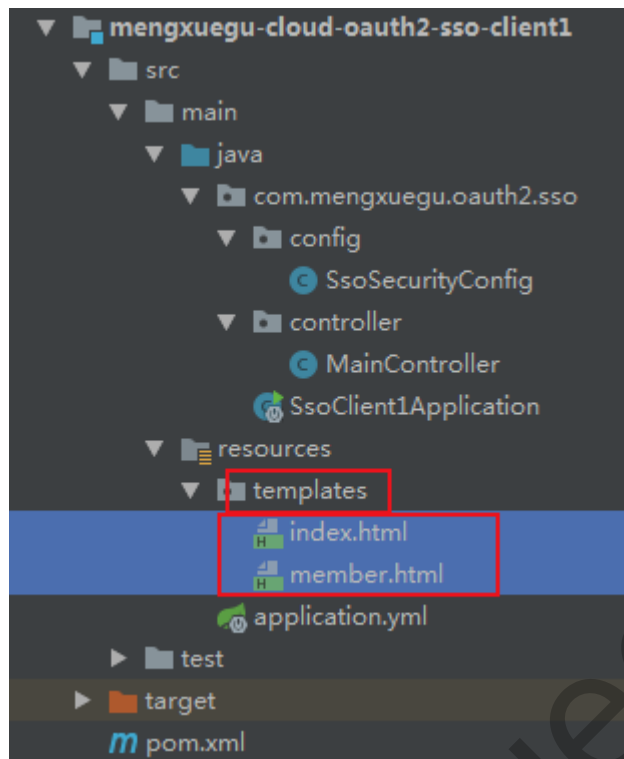 mengxuegu-cloud-oauth2-sso-client1
src
main
java
com.mengxuegu.oauth2.sso
config
SsoSecurityConfig
controller
MainController
SsoClient1Application
resources
templates
index.html
member.html
application.yml
test
target
pom.xml